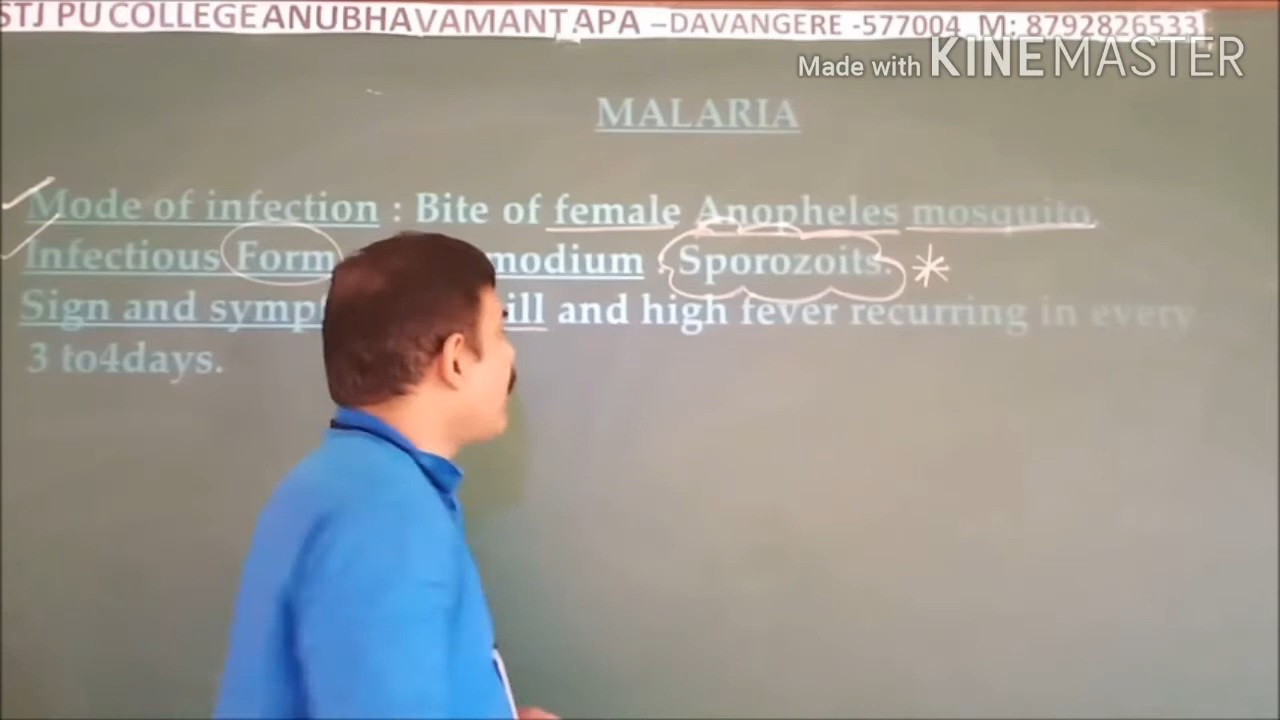 STJ PU COLLEGE ANUBHAVAMANTAPA –DAVANGERE -577004 M: 8792826533
Made with KINEMASTER
MALARIA
Mode of infection : Bite of female Anopheles mosquito.
Infectious Form modium : Sporozoits.
Sign and symp ill and high fever recurring in every
3 to4days.